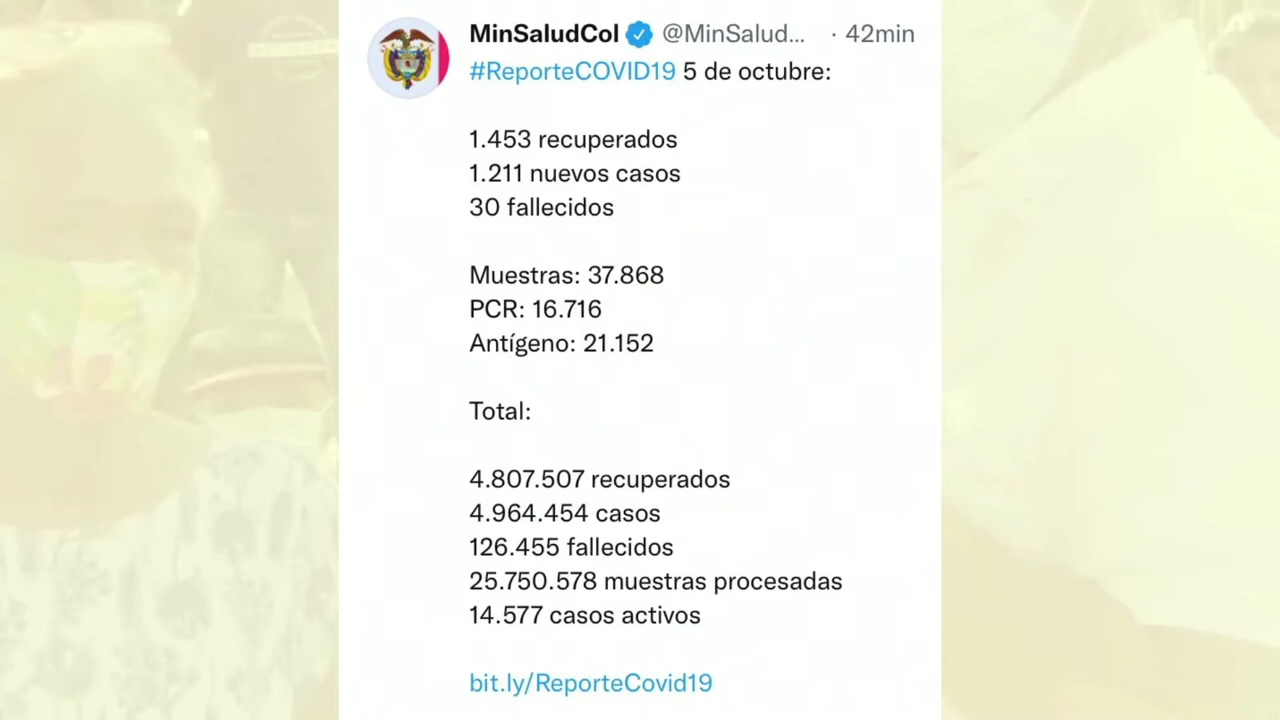 MinSaludCol @MinSalud... · 42min
#ReporteCOVID19 5 de octubre:
1.453 recuperados
1.211 nuevos casos
30 fallecidos
Muestras: 37.868
PCR: 16.716
Antígeno: 21.152
Total:
4.807.507 recuperados
4.964.454 casos
126.455 fallecidos
25.750.578 muestras procesadas
14.577 casos activos
bit.ly/ReporteCovid19